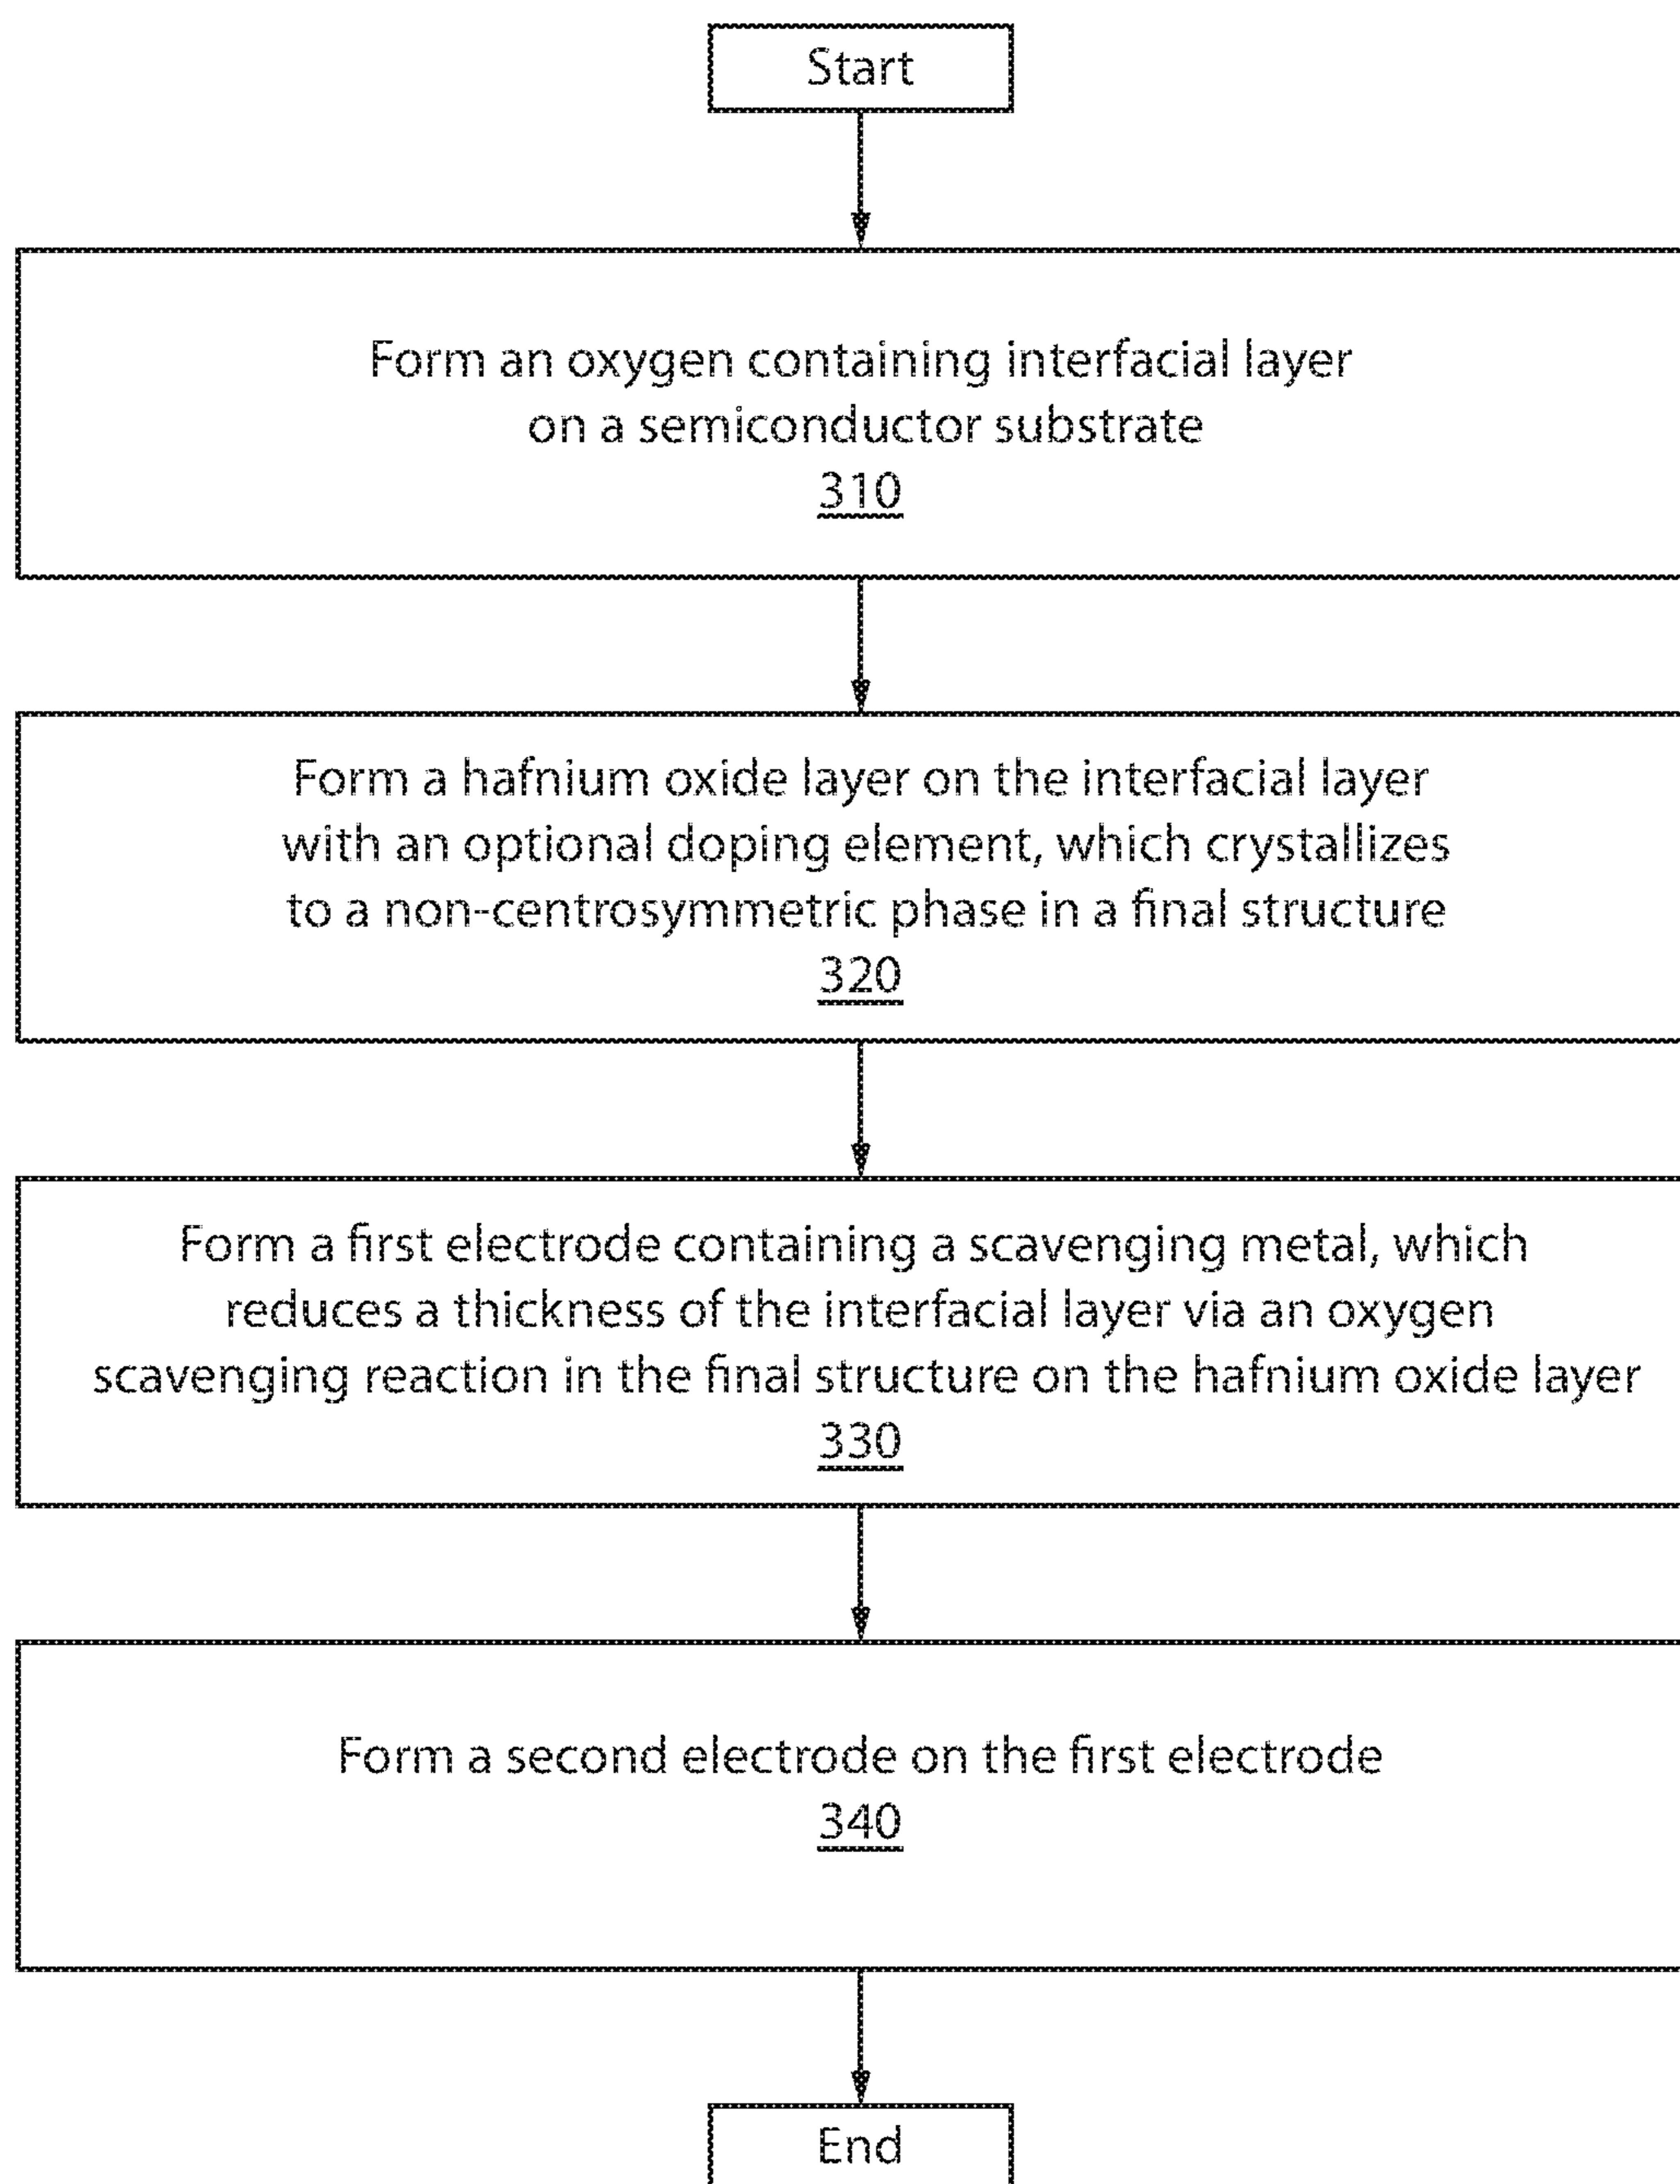 Start
Form an oxygen containing interfacial layer
on a semiconductor substrate
310
Form a hafnium oxide layer on the interfacial layer
with an optional doping element, which crystallizes
to a non-centrosymmetric phase in a final structure
320
Form a first electrode containing a scavenging metal, which
reduces a thickness of the interfacial layer via an oxygen
scavenging reaction in the final structure on the hafnium oxide layer
330
Form a second electrode on the first electrode
340
End